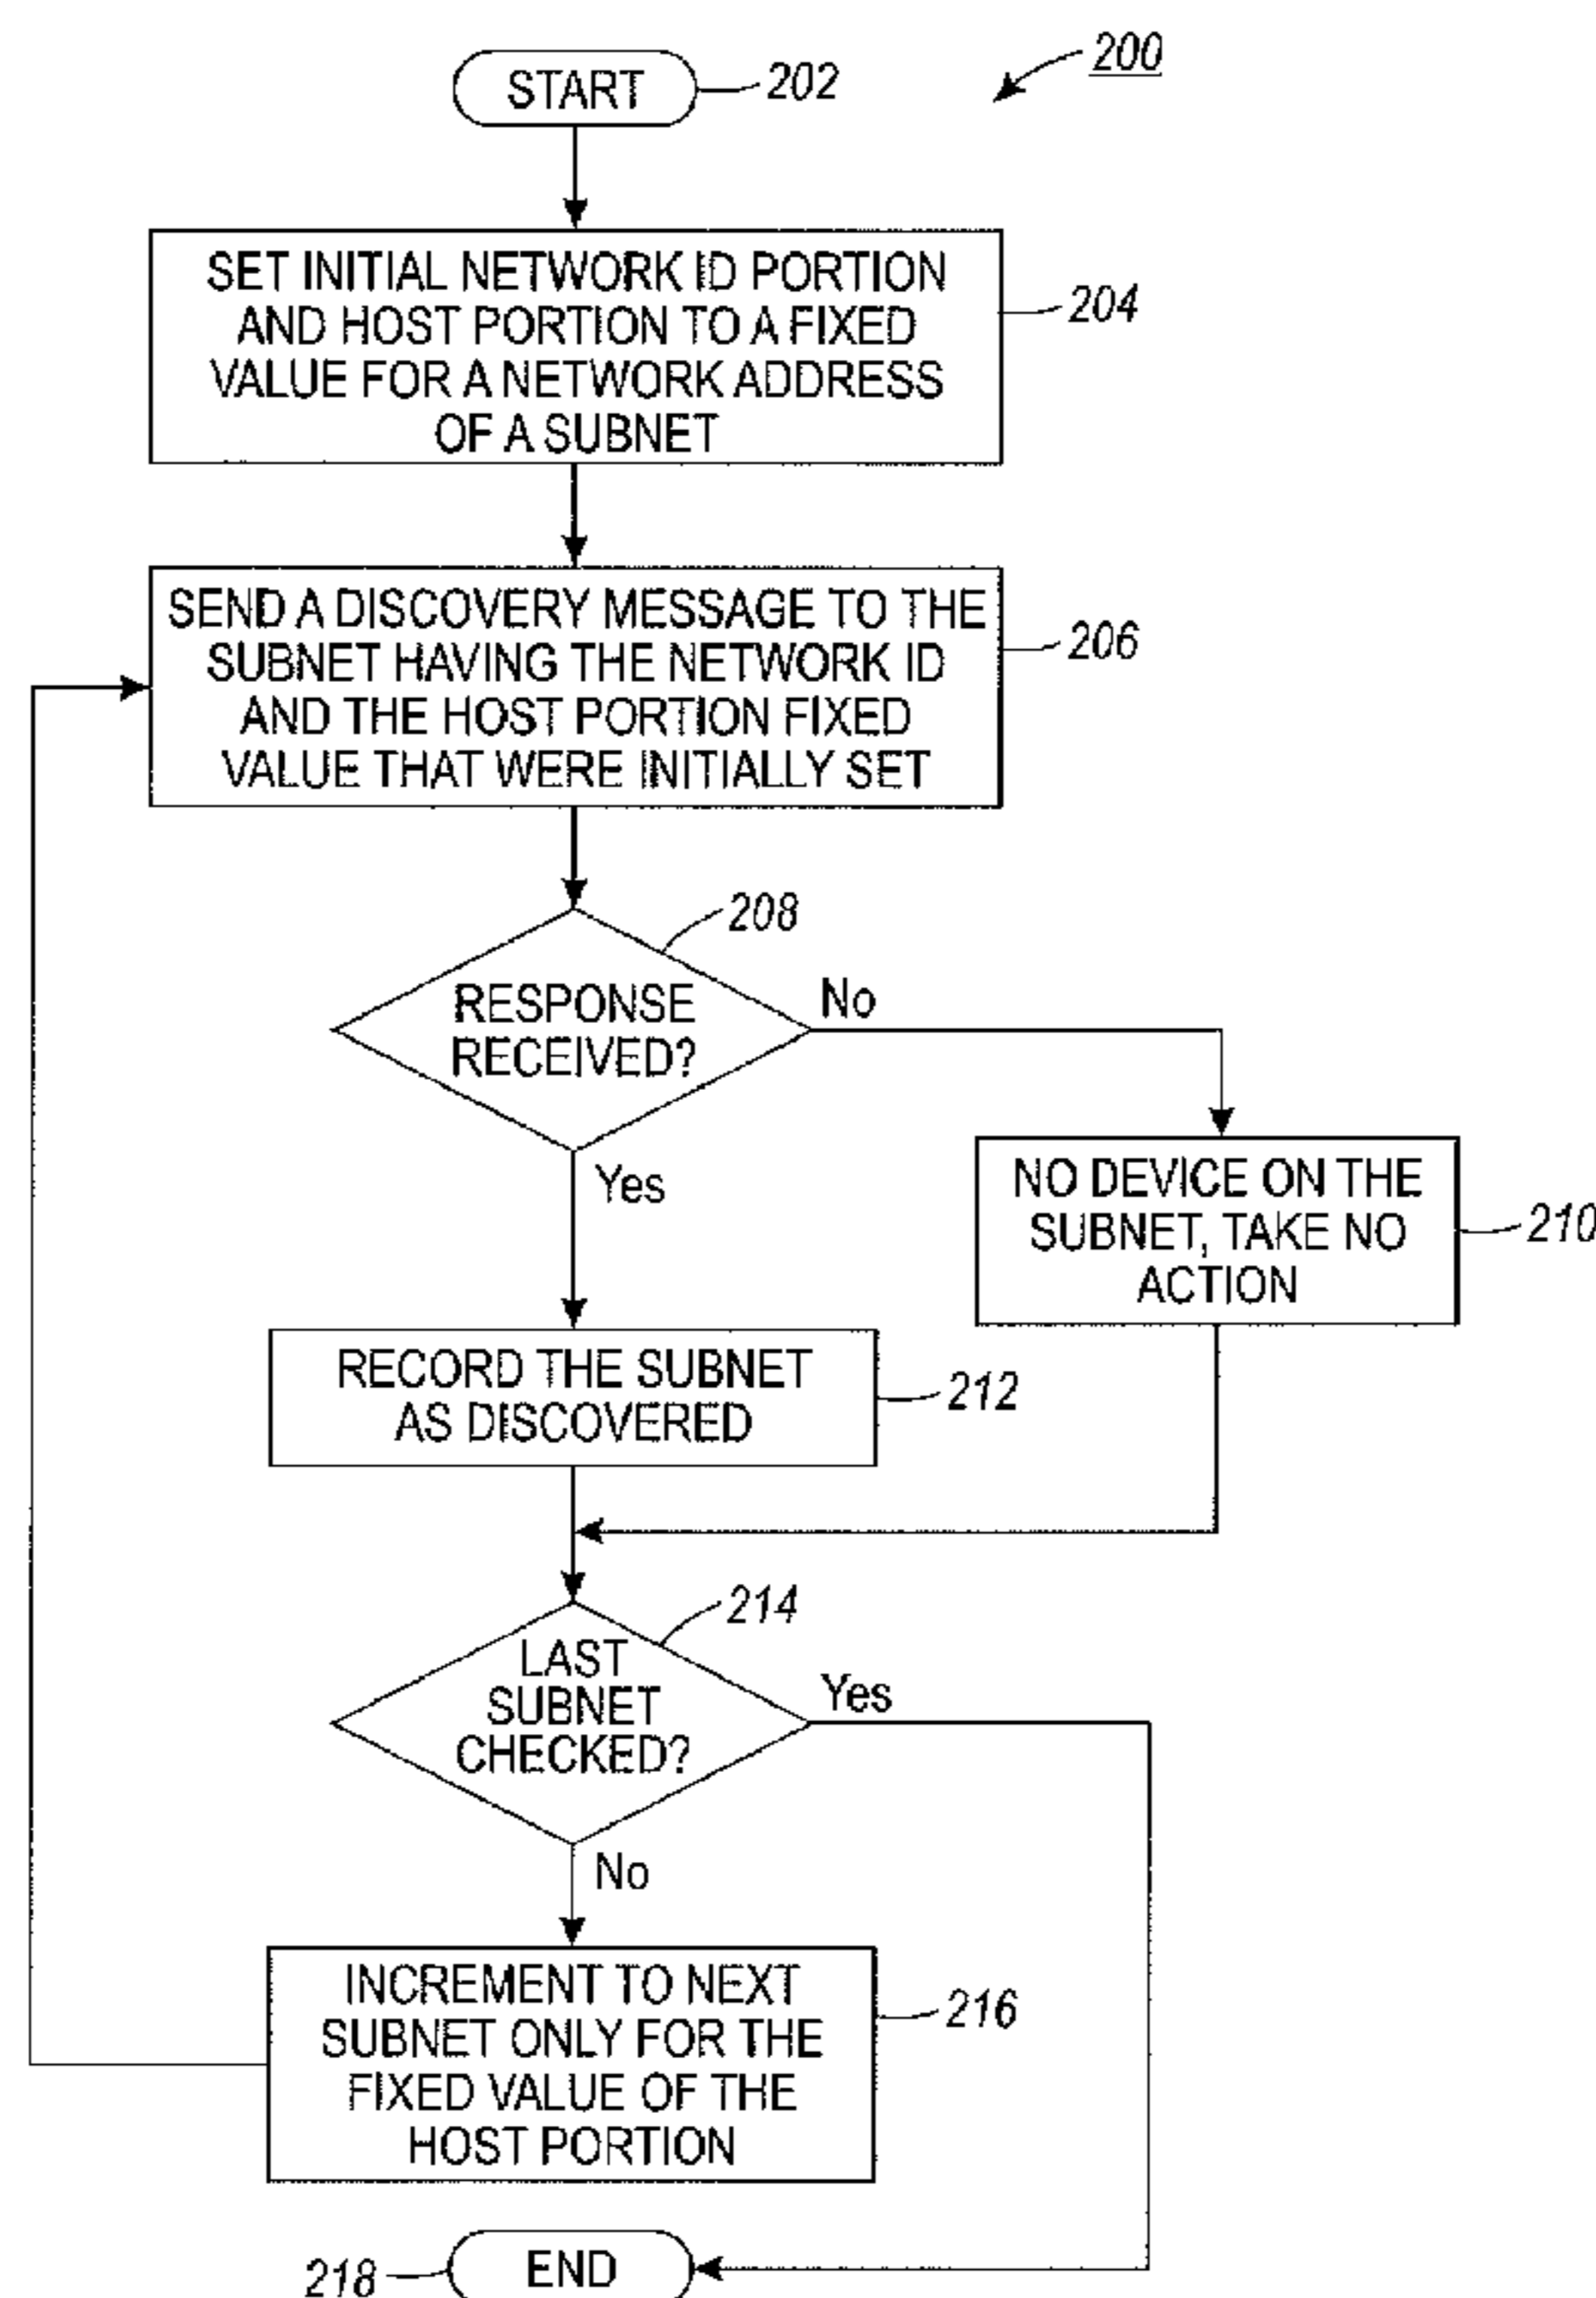 200
START
202
SET INITIAL NETWORK ID PORTION
AND HOST PORTION TO A FIXED
VALUE FOR A NETWORK ADDRESS
OF A SUBNET
204
SEND A DISCOVERY MESSAGE TO THE
SUBNET HAVING THE NETWORK ID
AND THE HOST PORTION FIXED
VALUE THAT WERE INITIALLY SET
206
208
RESPONSE
RECEIVED?
No
Yes
NO DEVICE ON THE
SUBNET, TAKE NO
ACTION
210
RECORD THE SUBNET
AS DISCOVERED
212
214
LAST
SUBNET
CHECKED?
Yes
No
INCREMENT TO NEXT
SUBNET ONLY FOR THE
FIXED VALUE OF THE
HOST PORTION
216
218
END